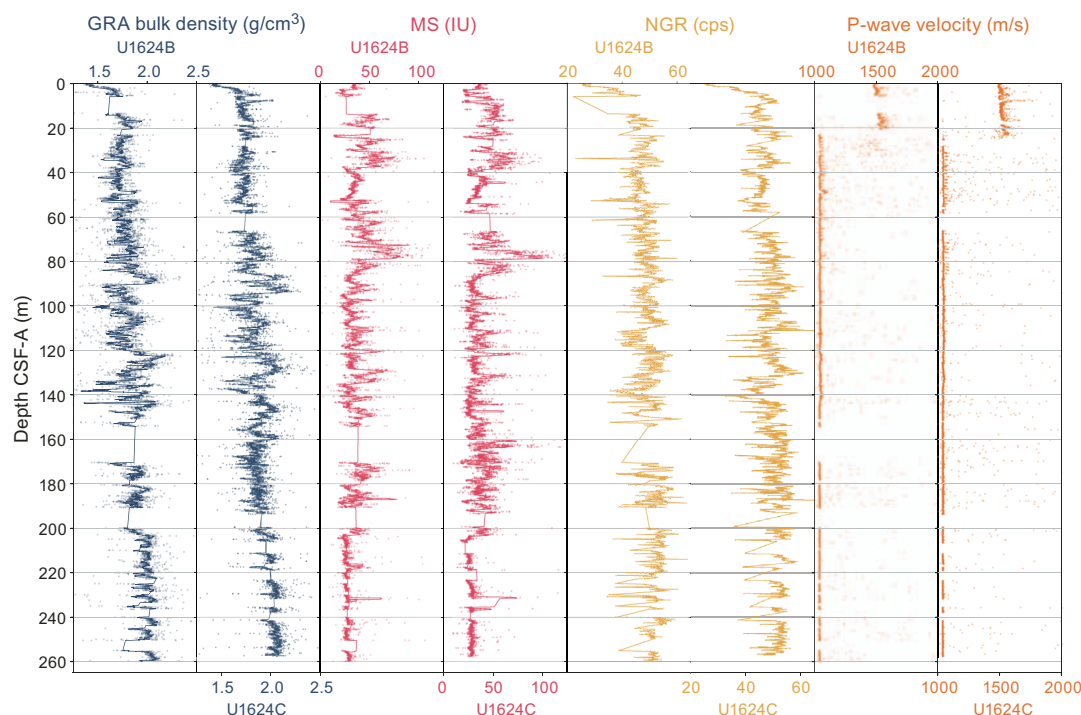 GRA bulk density (g/cm³) MS (IU) NGR (cps) P-wave velocity (m/s)
U1624B U1624B U1624B U1624B
1.5 2.0 2.5 0 50 100 20 40 60 1000 1500 2000
0
20
40
60
80
100
120
140
160
180
200
220
240
260
Depth CSF-A (m)
1.5 2.0 2.5 0 50 100 20 40 60 1000 1500 2000
U1624C U1624C U1624C U1624C